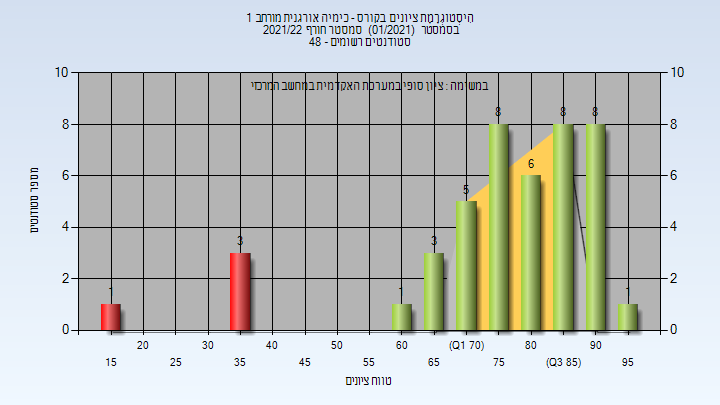 הִיסְטוֹגְרַמַת ציונים בקורס - כימיה אורגנית מורחב 1
בסמסטר (01/2021) סמסטר חורף 2021/22
סטודנטים רשומים - 48
במשימה : ציון סופי במערכת האקדמית במחשב המרכזי
מספר סטודנטים
10 10
8 8
6 6
4 4
2 2
0 0
1 3 1 3 5 8 6 8 8 1
20 30 40 50 60 (Q1 70) 80 90
15 25 35 45 55 65 75 (Q3 85) 95
טווח ציונים